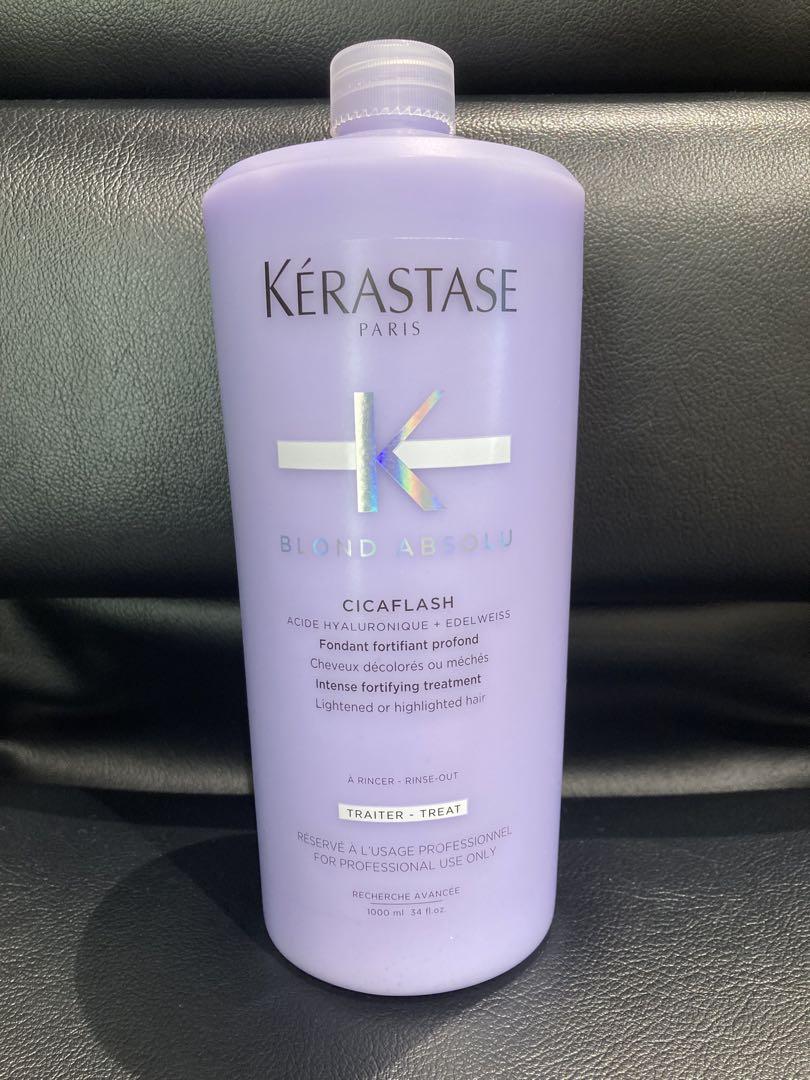 KÉRASTASE
PARIS
K
BLOND ABSOLU
CICAFLASH
ACIDE HYALURONIQUE + EDELWEISS
Fondant fortifiant profond
Cheveux décolorés ou méchés
Intense fortifying treatment
Lightened or highlighted hair
À RINCER - RINSE-OUT
TRAITER - TREAT
RÉSERVÉ À L'USAGE PROFESSIONNEL
FOR PROFESSIONAL USE ONLY
RECHERCHE AVANCÉE
1000 ml 34 fl.oz.